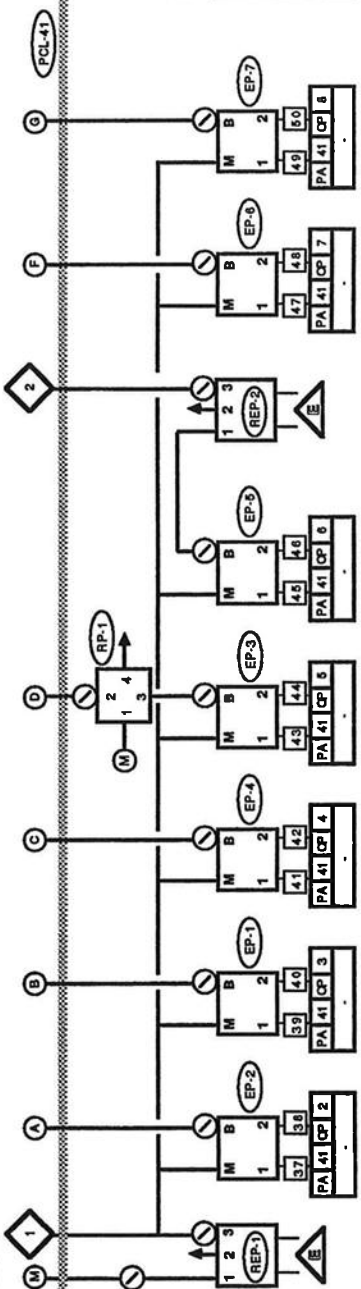 M 1 A B C D 2 F G PCL-41
RP-1
2
M 1 4
3
1 2 3 M B M B M B M B M B 1 2 3 M B M B
REP-1 EP-2 EP-1 EP-4 EP-3 EP-5 REP-2 EP-6 EP-7
1 2 1 2 1 2 1 2 1 2 1 2 1 2
E 37 38 39 40 41 42 43 44 45 46 E 47 48 49 50
PA 41 CP 2 PA 41 CP 3 PA 41 CP 4 PA 41 CP 5 PA 41 CP 6 PA 41 CP 7 PA 41 CP 8
- - - - - - -